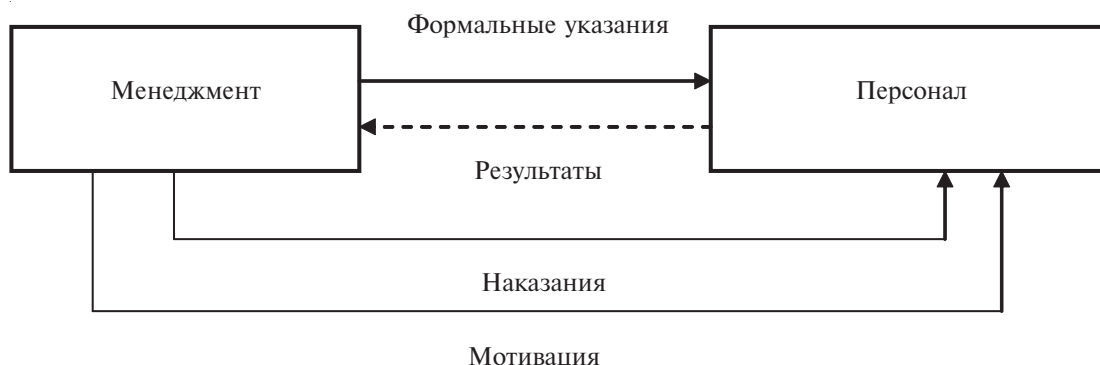 Формальные указания
Менеджмент
Персонал
Результаты
Наказания
Мотивация